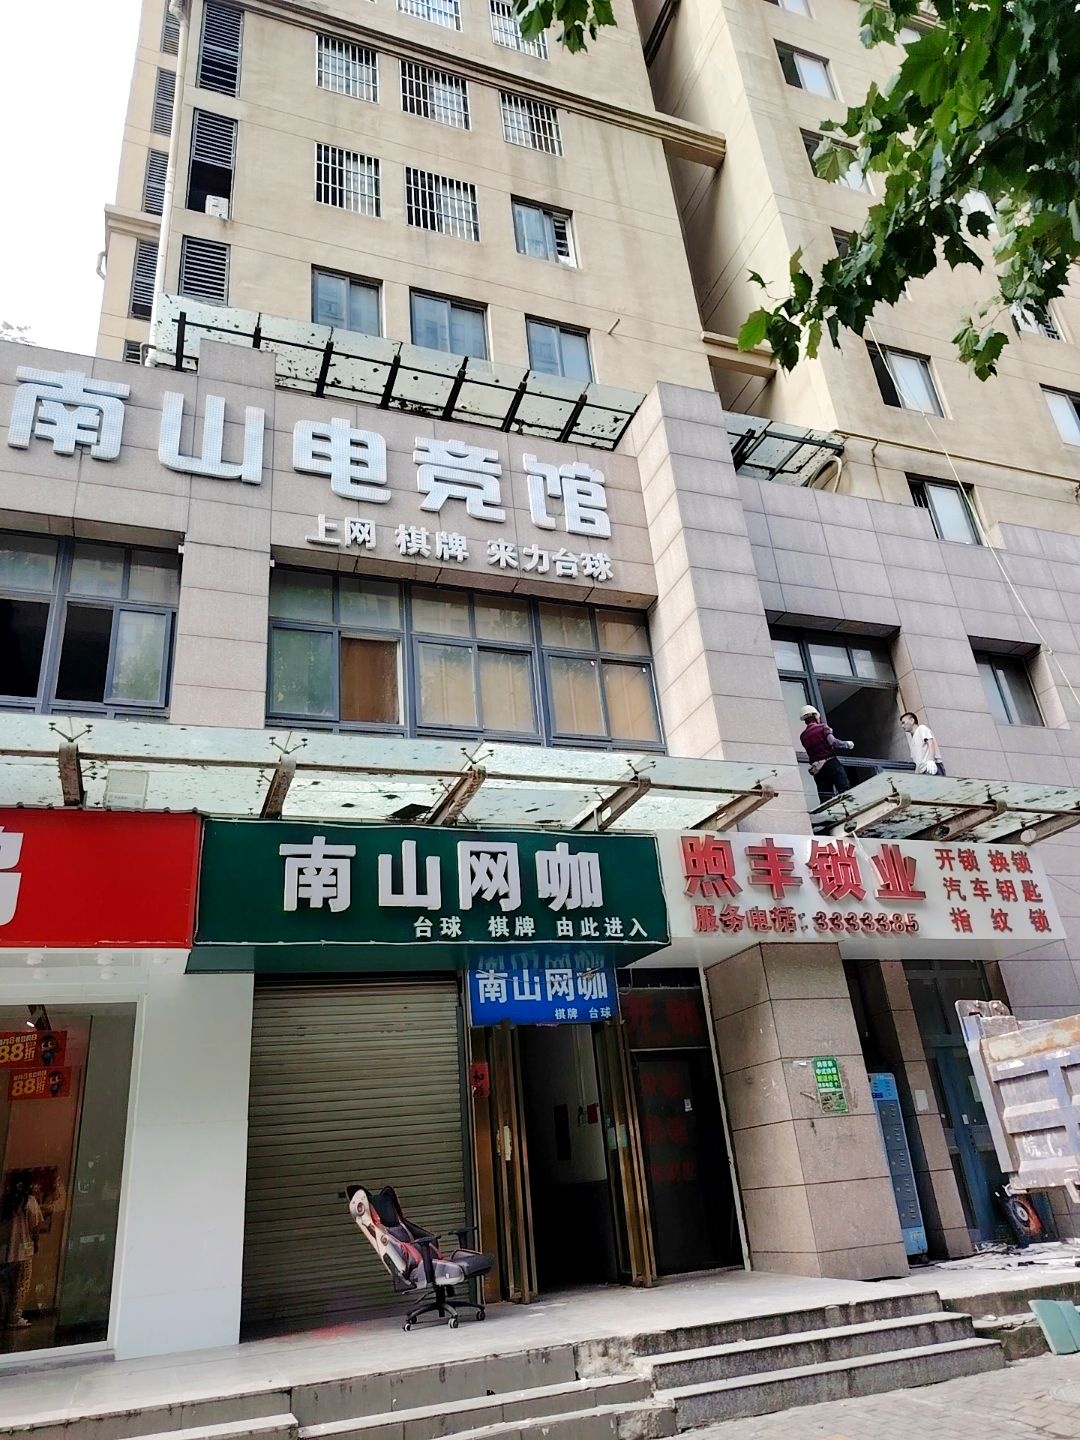 南山电竞馆
上网 棋牌 来力台球
南山网咖
台球 棋牌 由此进入
煦丰锁业
服务电话:3333385
开锁 换锁
汽车钥匙
指纹锁
南山网咖
棋牌 台球
88折
88折